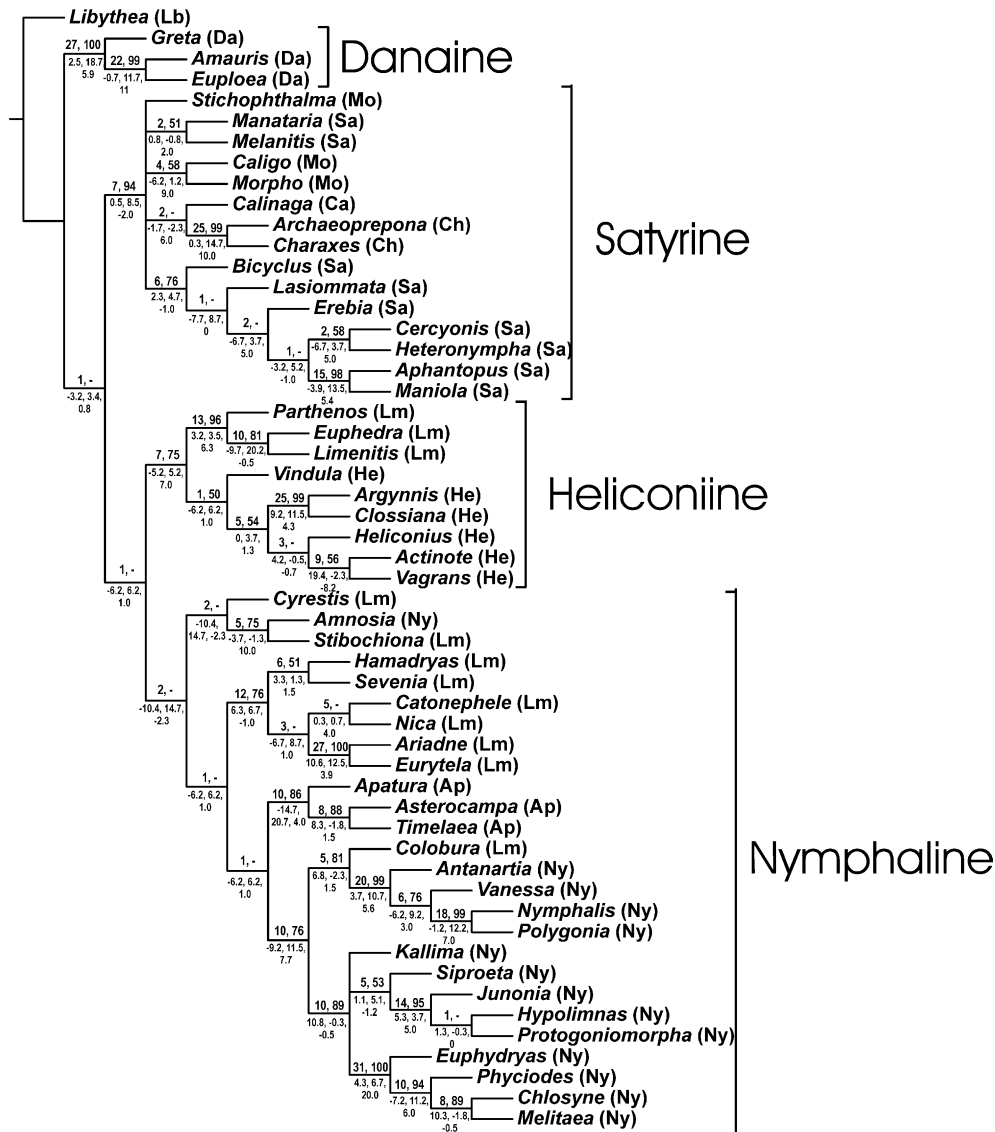 Libythea (Lb)
Greta (Da)
27, 100
2.5, 18.7
5.9
22, 99
Amauris (Da)
-0.7, 11.7,
11
Euploea (Da)
Danaine
Stichophthalma (Mo)
2, 51
Manataria (Sa)
0.8, -0.8,
2.0
Melanitis (Sa)
4, 58
Caligo (Mo)
-6.2, 1.2,
9.0
Morpho (Mo)
7, 94
0.5, 8.5,
-2.0
2, -
Calinaga (Ca)
-1.7, -2.3,
6.0
25, 99
Archaeoprepona (Ch)
0.3, 14.7,
10.0
Charaxes (Ch)
Satyrine
6, 76
Bicyclus (Sa)
2.3, 4.7,
-1.0
1, -
Lasiommata (Sa)
-7.7, 8.7,
0
2, -
Erebia (Sa)
-6.7, 3.7,
5.0
2, 58
Cercyonis (Sa)
-6.7, 3.7,
5.0
Heteronympha (Sa)
1, -
-3.2, 5.2,
-1.0
15, 98
Aphantopus (Sa)
-3.9, 13.5,
5.4
Maniola (Sa)
1, -
-3.2, 3.4,
0.8
13, 96
Parthenos (Lm)
3.2, 3.5,
6.3
10, 81
Euphedra (Lm)
-9.7, 20.2,
-0.5
Limenitis (Lm)
7, 75
-5.2, 5.2,
7.0
1, 50
Vindula (He)
-6.2, 6.2,
1.0
25, 99
Argynnis (He)
9.2, 11.5,
4.3
Clossiana (He)
Heliconiine
5, 54
0, 3.7,
1.3
3, -
Heliconius (He)
4.2, -0.5,
-0.7
9, 56
Actinote (He)
19.4, -2.3,
-8.2
Vagrans (He)
1, -
-6.2, 6.2,
1.0
2, -
Cyrestis (Lm)
-10.4,
14.7, -2.3
5, 75
Amnosia (Ny)
-3.7, -1.3,
10.0
Stibochiona (Lm)
6, 51
Hamadryas (Lm)
3.3, 1.3,
1.5
Sevenia (Lm)
2, -
-10.4, 14.7,
-2.3
12, 76
6.3, 6.7,
-1.0
5, -
Catonephele (Lm)
0.3, 0.7,
4.0
Nica (Lm)
3, -
-6.7, 8.7,
1.0
27, 100
Ariadne (Lm)
10.6, 12.5,
3.9
Eurytela (Lm)
1, -
-6.2, 6.2,
1.0
10, 86
Apatura (Ap)
-14.7,
20.7, 4.0
8, 88
Asterocampa (Ap)
8.3, -1.8,
1.5
Timelaea (Ap)
1, -
-6.2, 6.2,
1.0
5, 81
Colobura (Lm)
6.8, -2.3,
1.5
20, 99
Antanartia (Ny)
3.7, 10.7,
5.6
6, 76
Vanessa (Ny)
-6.2, 9.2,
3.0
18, 99
Nymphalis (Ny)
-1.2, 12.2,
7.0
Polygonia (Ny)
Nymphaline
10, 76
-9.2, 11.5,
7.7
Kallima (Ny)
5, 53
Siproeta (Ny)
1.1, 5.1,
-1.2
14, 95
Junonia (Ny)
5.3, 3.7,
5.0
1, -
Hypolimnas (Ny)
1.3, -0.3,
0
Protogoniomorpha (Ny)
10, 89
10.8, -0.3,
-0.5
31, 100
Euphydryas (Ny)
4.3, 6.7,
20.0
10, 94
Phyciodes (Ny)
-7.2, 11.2,
6.0
8, 89
Chlosyne (Ny)
10.3, -1.8,
-0.5
Melitaea (Ny)